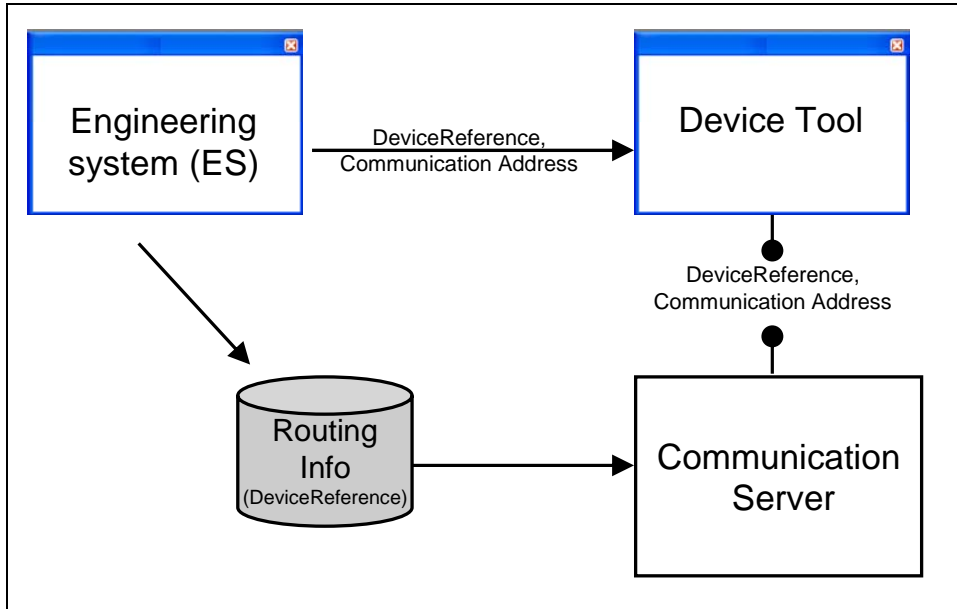 Engineering
system (ES)
DeviceReference,
Communication Address
Device Tool
DeviceReference,
Communication Address
Routing
Info
(DeviceReference)
Communication
Server